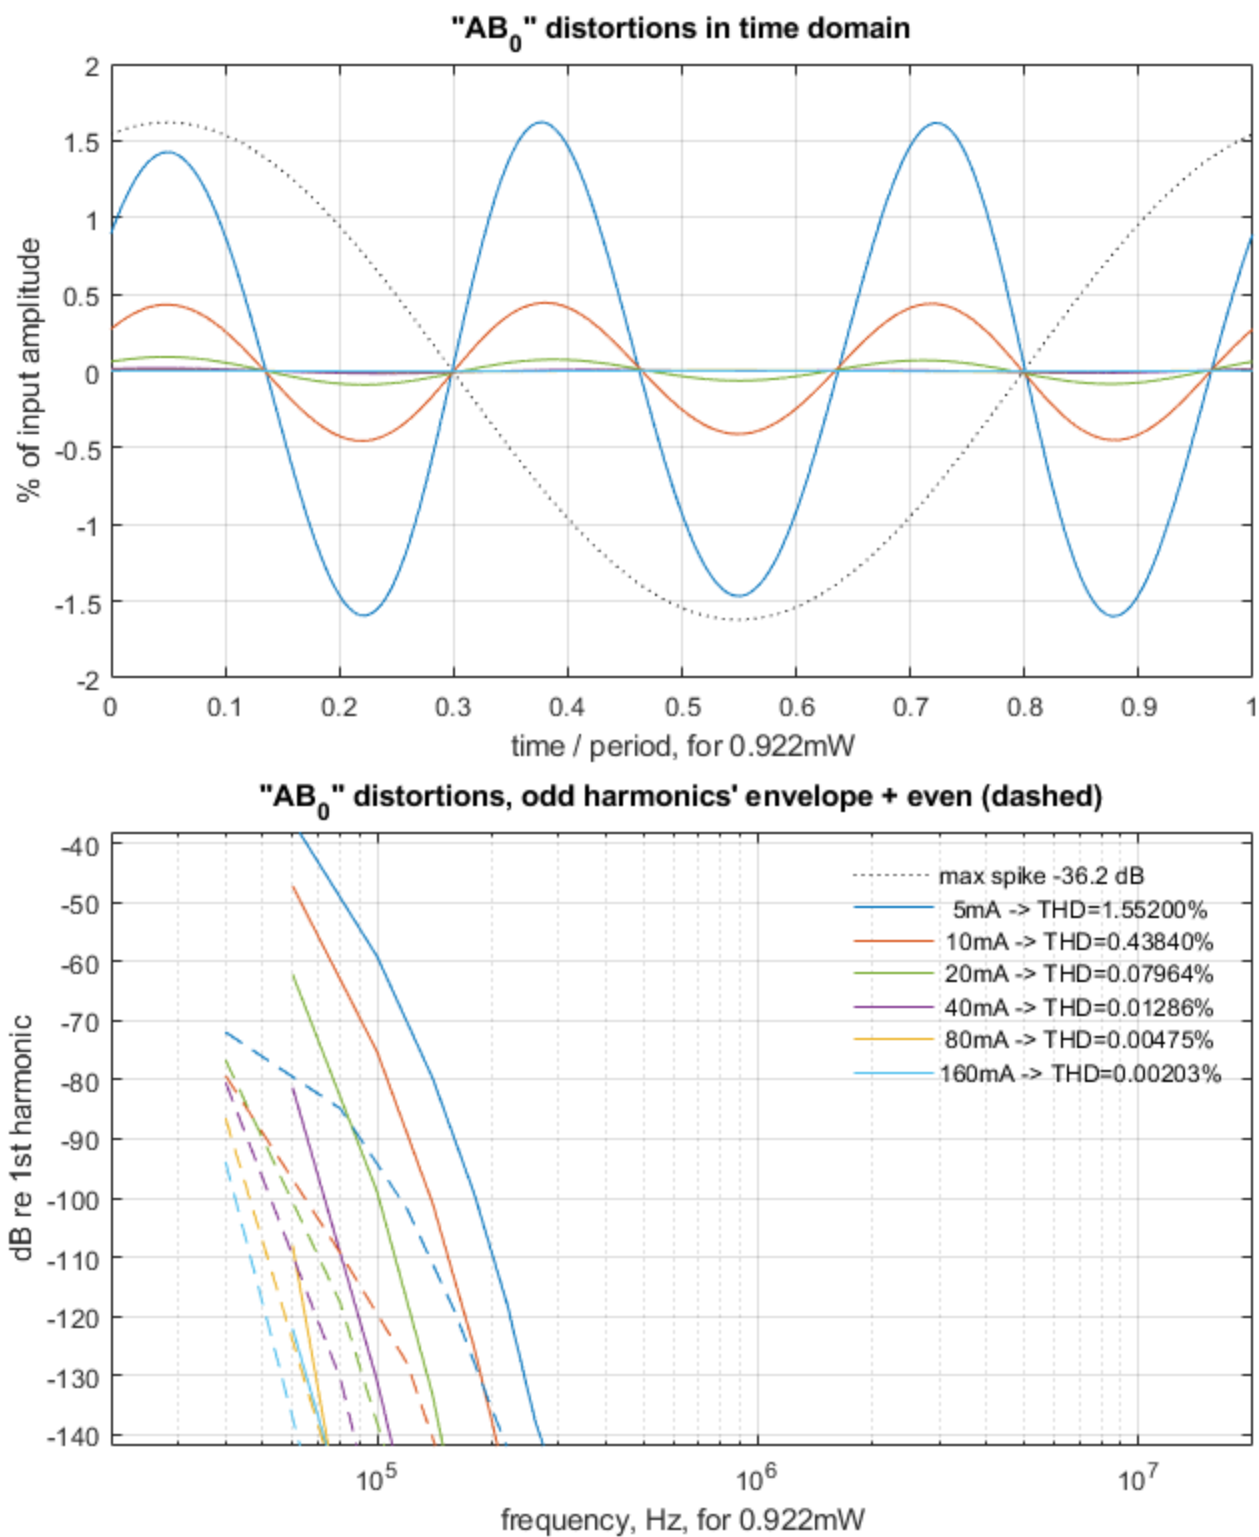 "AB0" distortions in time domain
2
1.5
1
0.5
0
-0.5
-1
-1.5
-2
% of input amplitude
0 0.1 0.2 0.3 0.4 0.5 0.6 0.7 0.8 0.9 1
time / period, for 0.922mW
"AB0" distortions, odd harmonics' envelope + even (dashed)
-40
-50
-60
-70
-80
-90
-100
-110
-120
-130
-140
dB re 1st harmonic
max spike -36.2 dB
5mA -> THD=1.55200%
10mA -> THD=0.43840%
20mA -> THD=0.07964%
40mA -> THD=0.01286%
80mA -> THD=0.00475%
160mA -> THD=0.00203%
10^5 10^6 10^7
frequency, Hz, for 0.922mW